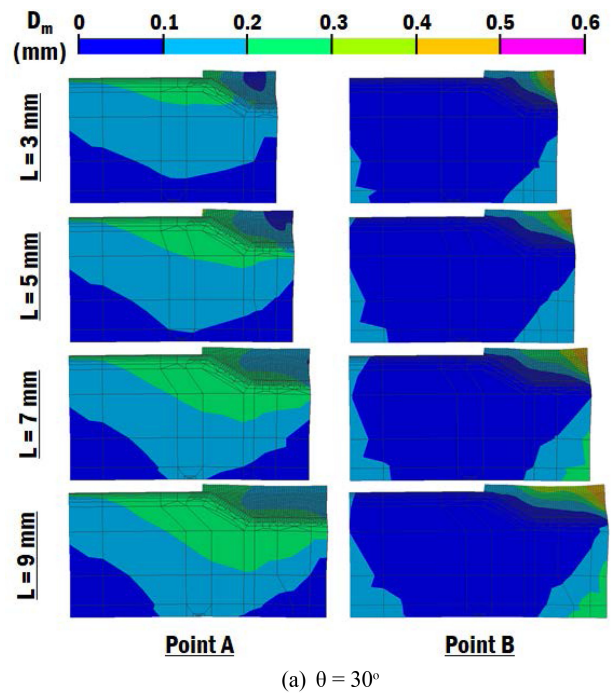 Dm 0 0.1 0.2 0.3 0.4 0.5 0.6
(mm)
L = 3 mm
L = 5 mm
L = 7 mm
L = 9 mm
Point A Point B
(a) θ = 30°